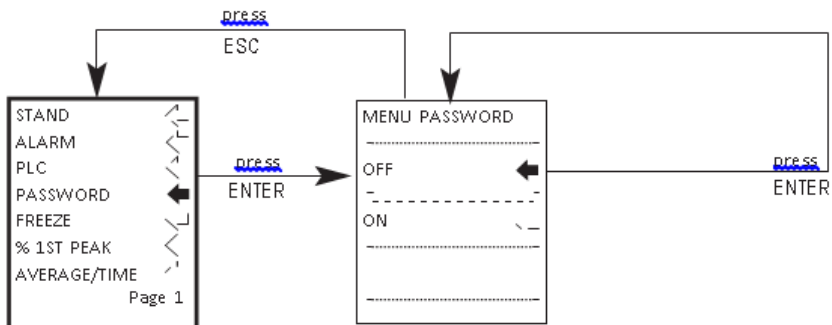 press
ESC
STAND
ALARM
PLC
PASSWORD
FREEZE
% 1ST PEAK
AVERAGE/TIME
Page 1
press
ENTER
MENU PASSWORD
OFF
ON
press
ENTER